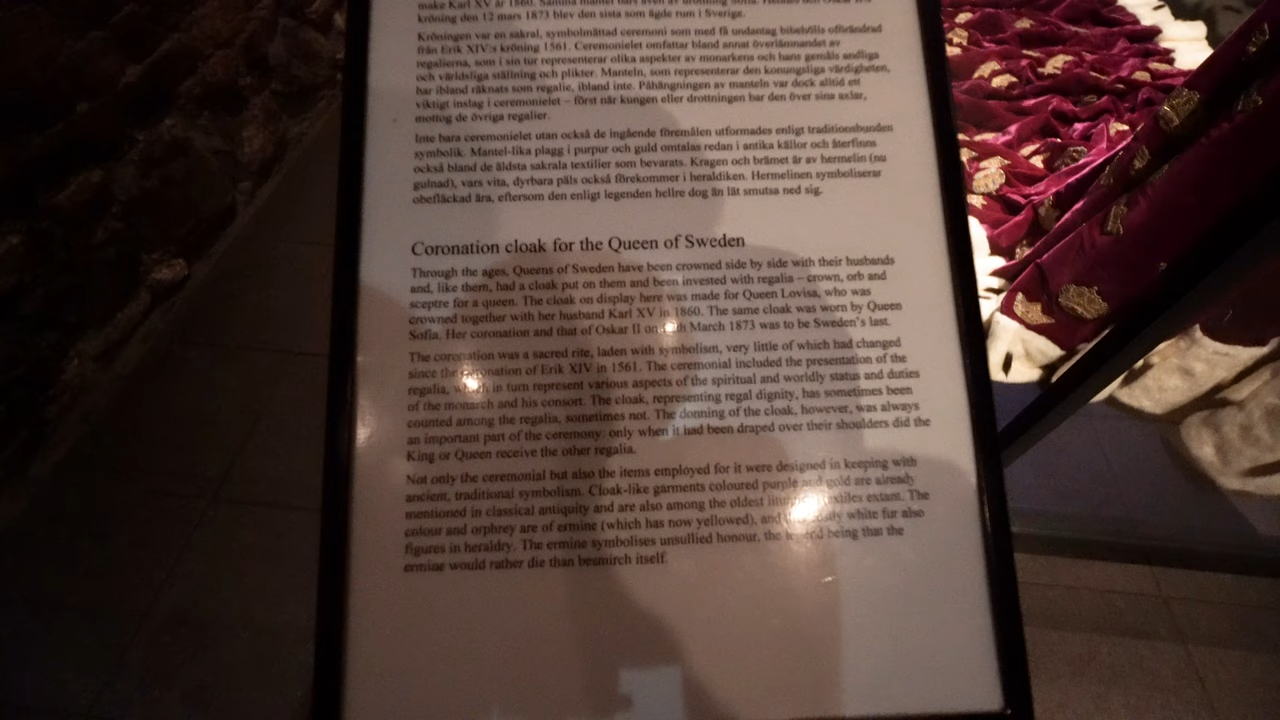 make Karl XV år 1860. Samma mantel bars även av drottning Sofia. Hennes och Oskar II:s
kröning den 12 mars 1873 blev den sista som ägde rum i Sverige.
Kröningen var en sakral, symbolmättad ceremoni som med få undantag bibehölls oförändrad
från Erik XIV:s kröning 1561. Ceremonielet omfattar bland annat överlämnandet av
regalierna, som i sin tur representerar olika aspekter av monarkens och hans gemåls andliga
och världsliga ställning och plikter. Manteln, som representerar den konungsliga värdigheten,
har ibland räknats som regalie, ibland inte. Påhängningen av manteln var dock alltid ett
viktigt inslag i ceremonielet – först när kungen eller drottningen bar den över sina axlar,
mottog de övriga regalier.
Inte bara ceremonielet utan också de ingående föremålen utformades enligt traditionsbunden
symbolik. Mantel-lika plagg i purpur och guld omtalas redan i antika källor och återfinns
också bland de äldsta sakrala textilier som bevarats. Kragen och brämet är av hermelin (nu
gulnad), vars vita, dyrbara päls också förekommer i heraldiken. Hermelinen symboliserar
obefläckad ära, eftersom den enligt legenden hellre dog än lät smutsa ned sig.
Coronation cloak for the Queen of Sweden
Through the ages, Queens of Sweden have been crowned side by side with their husbands
and, like them, had a cloak put on them and been invested with regalia – crown, orb and
sceptre for a queen. The cloak on display here was made for Queen Lovisa, who was
crowned together with her husband Karl XV in 1860. The same cloak was worn by Queen
Sofia. Her coronation and that of Oskar II on March 1873 was to be Sweden's last.
The coronation was a sacred rite, laden with symbolism, very little of which had changed
since the coronation of Erik XIV in 1561. The ceremonial included the presentation of the
regalia, which in turn represent various aspects of the spiritual and worldly status and duties
of the monarch and his consort. The cloak, representing regal dignity, has sometimes been
counted among the regalia, sometimes not. The donning of the cloak, however, was always
an important part of the ceremony: only when it had been draped over their shoulders did the
King or Queen receive the other regalia.
Not only the ceremonial but also the items employed for it were designed in keeping with
ancient, traditional symbolism. Cloak-like garments coloured purple and gold are already
mentioned in classical antiquity and are also among the oldest liturgical textiles extant. The
colour and orphrey are of ermine (which has now yellowed), and costly white fur also
figures in heraldry. The ermine symbolises unsullied honour, the legend being that the
ermine would rather die than besmirch itself.